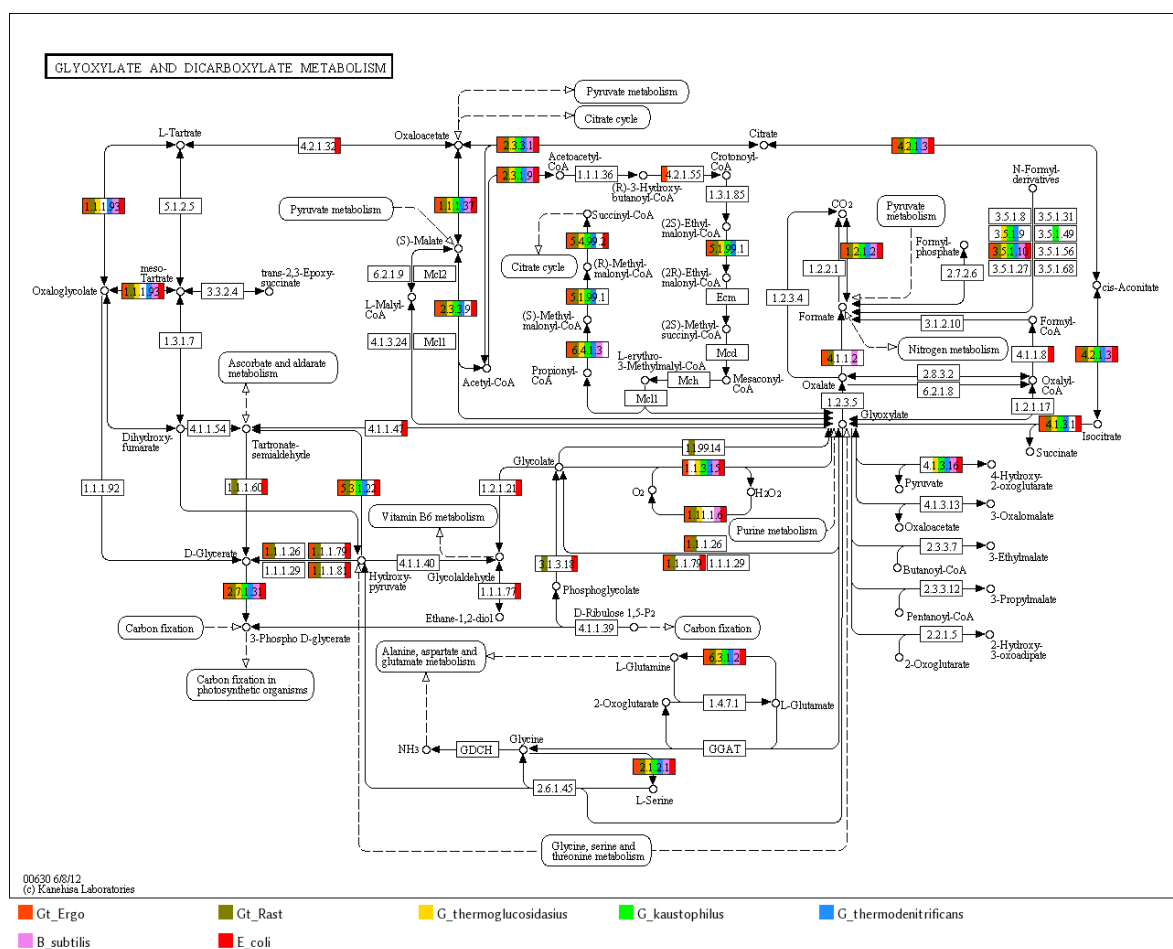 GLYOXYLATE AND DICARBOXYLATE METABOLISM
Pyruvate metabolism
Citrate cycle
L-Tartrate
4.2.1.32
Oxaloacetate
2.3.3.1
Citrate
4.2.1.3
2.3.1.9
Acetoacetyl-
CoA
1.1.1.36
(R)-3-Hydroxy-
butanoyl-CoA
4.2.1.55
Crotonoyl-
CoA
1.3.1.85
N-Formyl-
derivatives
1.1.1.93
5.1.2.5
1.1.1.37
Pyruvate metabolism
(S)-Malate
Succinyl-CoA
5.4.99.2
Citrate cycle
(R)-Methyl-
malonyl-CoA
(2S)-Ethyl-
malonyl-CoA
5.1.99.1
CO2
Pyruvate
metabolism
1.2.1.2
1.2.2.1
Formyl-
phosphate
2.7.2.6
3.5.1.8
3.5.1.31
3.5.1.9
3.5.1.49
3.5.1.10
3.5.1.56
3.5.1.27
3.5.1.68
Oxaloglycolate
1.1.1.93
meso-
Tartrate
3.3.2.4
trans-2,3-Epoxy-
succinate
6.2.1.9
Mcl2
L-Malyl-
CoA
2.3.3.9
4.1.3.24
Mcl1
5.1.99.1
(S)-Methyl-
malonyl-CoA
6.4.1.3
Propionyl-
CoA
(2R)-Ethyl-
malonyl-CoA
Ecm
(2S)-Methyl-
succinyl-CoA
Mcd
1.2.3.4
Formate
3.1.2.10
Formyl-
CoA
Nitrogen metabolism
cis-Aconitate
4.2.1.3
1.3.1.7
Ascorbate and aldarate
metabolism
Acetyl-CoA
L-erythro-
3-Methylmalyl-CoA
Mch
Mcl1
Mesaconyl-
CoA
4.1.1.2
Oxalate
4.1.1.8
2.8.3.2
6.2.1.8
Oxalyl-
CoA
1.2.3.5
1.2.1.17
Glyoxylate
4.1.3.1
Isocitrate
Succinate
Dihydroxy-
fumarate
4.1.1.54
Tartronate-
semialdehyde
4.1.1.47
1.1.99.14
Glycolate
1.1.3.15
O2
H2O2
1.11.1.6
Purine metabolism
4.1.3.16
Pyruvate
4-Hydroxy-
2-oxoglutarate
1.1.1.92
1.1.1.60
5.3.1.22
1.2.1.21
Vitamin B6 metabolism
4.1.3.13
Oxaloacetate
3-Oxalomalate
D-Glycerate
1.1.1.26
1.1.1.79
1.1.1.29
1.1.1.81
Hydroxy-
pyruvate
4.1.1.40
Glycolaldehyde
3.1.3.18
1.1.1.26
1.1.1.79
1.1.1.29
2.3.3.7
Butanoyl-CoA
3-Ethylmalate
2.7.1.31
1.1.1.77
Ethane-1,2-diol
Phosphoglycolate
2.3.3.12
Pentanoyl-CoA
3-Propylmalate
Carbon fixation
3-Phospho D-glycerate
D-Ribulose 1,5-P2
4.1.1.39
Carbon fixation
2.2.1.5
2-Oxoglutarate
2-Hydroxy-
3-oxoadipate
Carbon fixation in
photosynthetic organisms
Alanine, aspartate and
glutamate metabolism
L-Glutamine
6.3.1.2
2-Oxoglutarate
1.4.7.1
L-Glutamate
NH3
GDCH
Glycine
GGAT
2.1.2.1
2.6.1.45
L-Serine
Glycine, serine and
threonine metabolism
00630 6/8/12
(c) Kanehisa Laboratories
Gt_Ergo
Gt_Rast
G_thermoglucosidasius
G_kaustophilus
G_thermodenitrificans
B_subtilis
E_coli